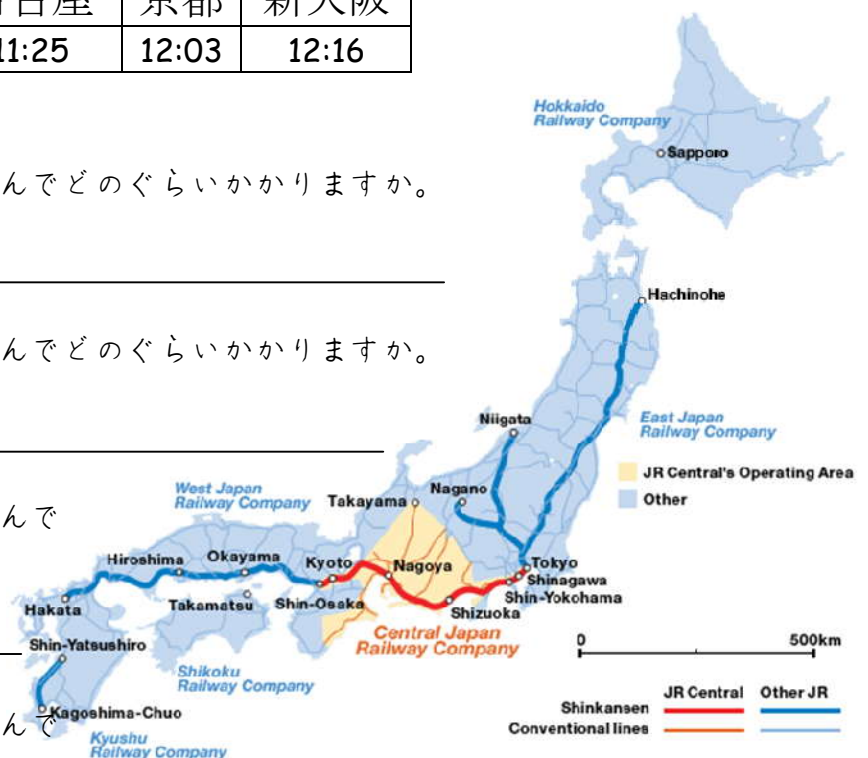 名古屋 京都 新大阪
11:25 12:03 12:16
んでどのぐらいかかりますか。
んでどのぐらいかかりますか。
んで
んで
Hokkaido
Railway Company
Sapporo
Hachinohe
Niigata
East Japan
Railway Company
JR Central's Operating Area
Other
West Japan
Railway Company
Takayama
Nagano
Hiroshima
Okayama
Kyoto
Nagoya
Tokyo
Shinagawa
Shin-Yokohama
Hakata
Takamatsu
Shin-Osaka
Shizuoka
Central Japan
Railway Company
Shin-Yatsushiro
Shikoku
Railway Company
Kagoshima-Chuo
Kyushu
Railway Company
0 500km
JR Central Other JR
Shinkansen
Conventional lines